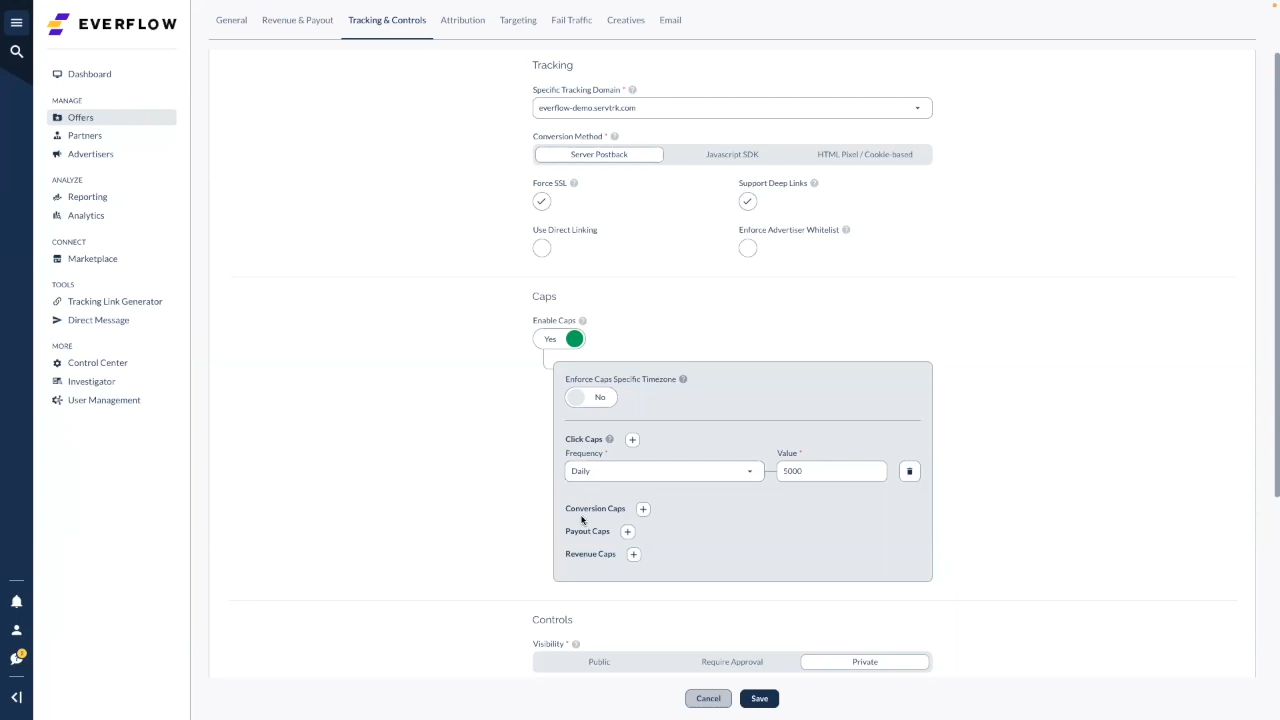 General Revenue & Payout Tracking & Controls Attribution Targeting Fail Traffic Creatives Email
EVERFLOW
Dashboard
MANAGE
Offers
Partners
Advertisers
ANALYZE
Reporting
Analytics
CONNECT
Marketplace
TOOLS
Tracking Link Generator
Direct Message
MORE
Control Center
Investigator
User Management
Tracking
Specific Tracking Domain *
everflow-demo.servtrk.com
Conversion Method *
Server Postback Javascript SDK HTML Pixel / Cookie-based
Force SSL Support Deep Links
Use Direct Linking Enforce Advertiser Whitelist
Caps
Enable Caps
Yes
Enforce Caps Specific Timezone
No
Click Caps
Frequency * Value *
Daily 5000
Conversion Caps
Payout Caps
Revenue Caps
Controls
Visibility *
Public Require Approval Private
Cancel Save